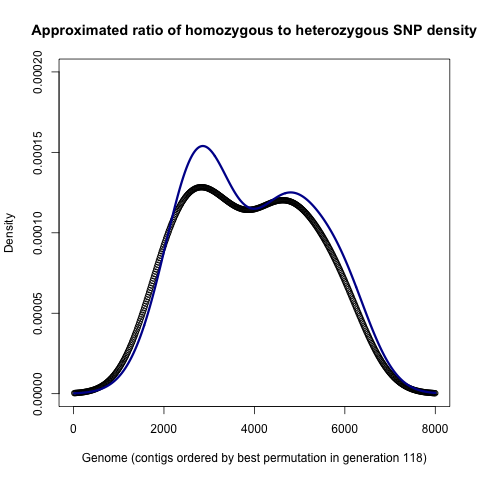 Approximated ratio of homozygous to heterozygous SNP density
0.00020
0.00015
0.00010
0.00005
0.00000
Density
0 2000 4000 6000 8000
Genome (contigs ordered by best permutation in generation 118)